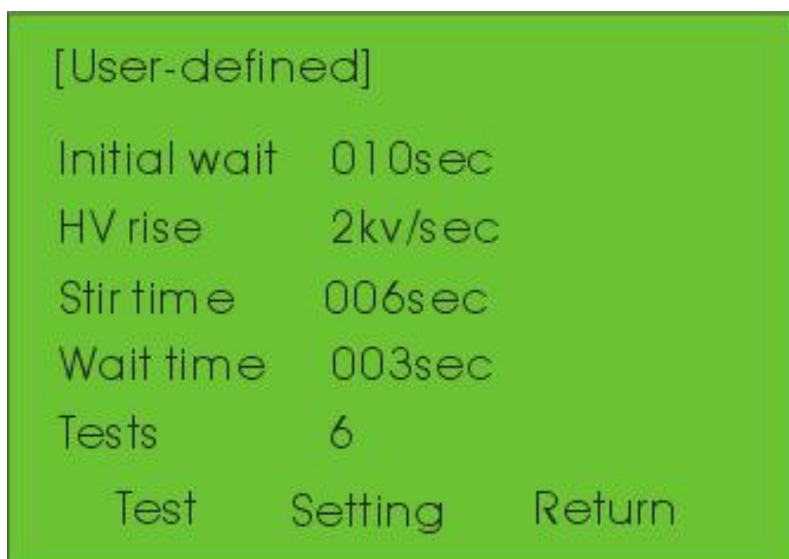 [User-defined]
Initial wait 010sec
HV rise 2kv/sec
Stir time 006sec
Wait time 003sec
Tests 6
Test Setting Return